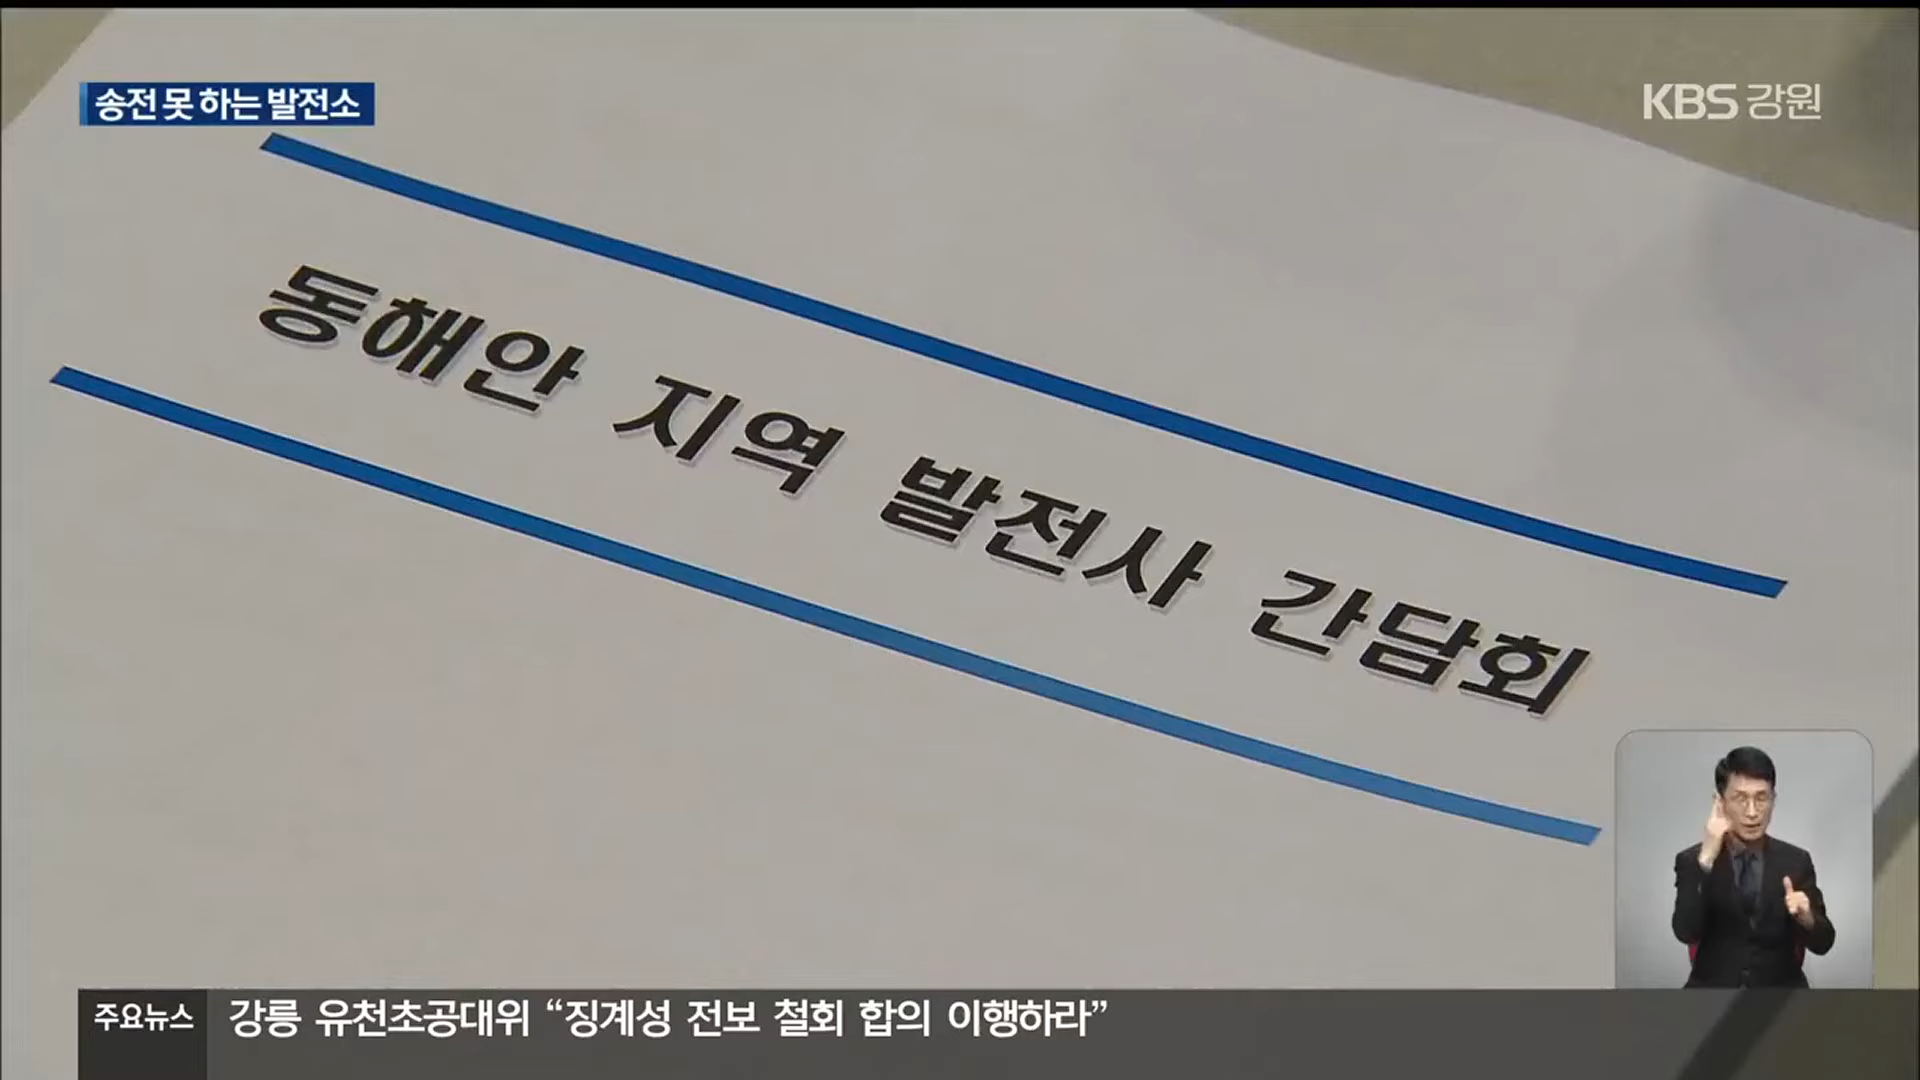 송전 못 하는 발전소
KBS 강원
동해안 지역 발전사 간담회
주요뉴스
강릉 유천초공대위 “징계성 전보 철회 합의 이행하라”